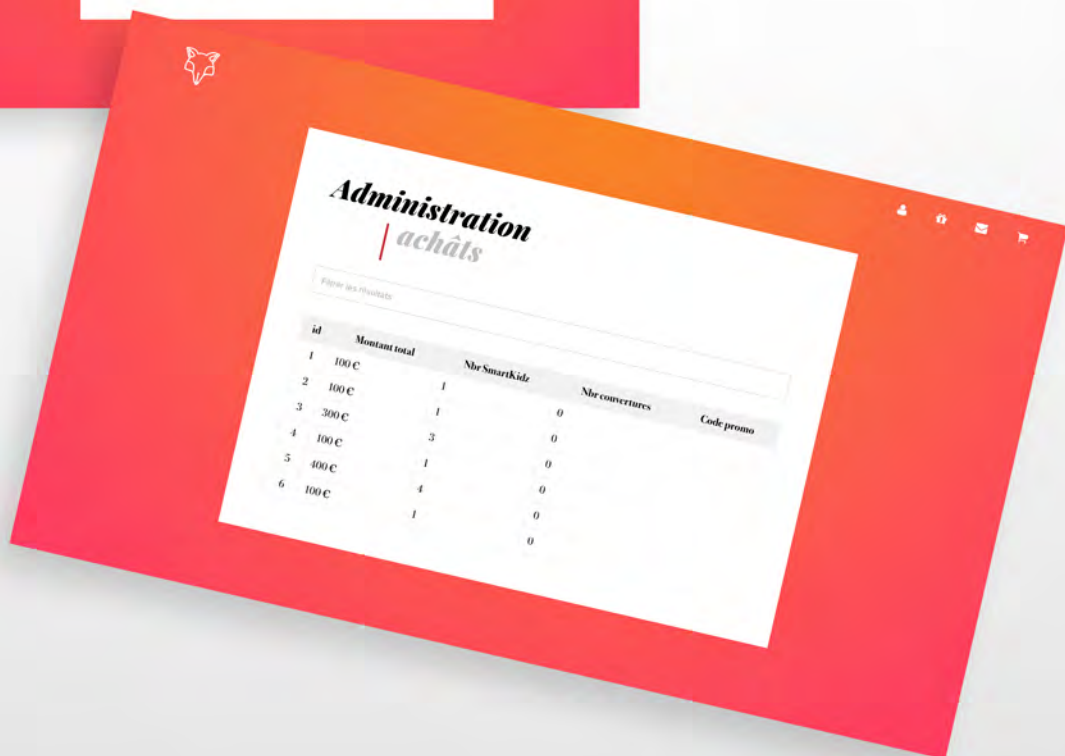 Administration
achâts
Filtrer les résultats
id Montant total Nbr SmartKidz Nbr couvertures Code promo
1 100 € 1 0
2 100 € 1 0
3 300 € 3 0
4 100 € 1 0
5 400 € 4 0
6 100 € 1 0